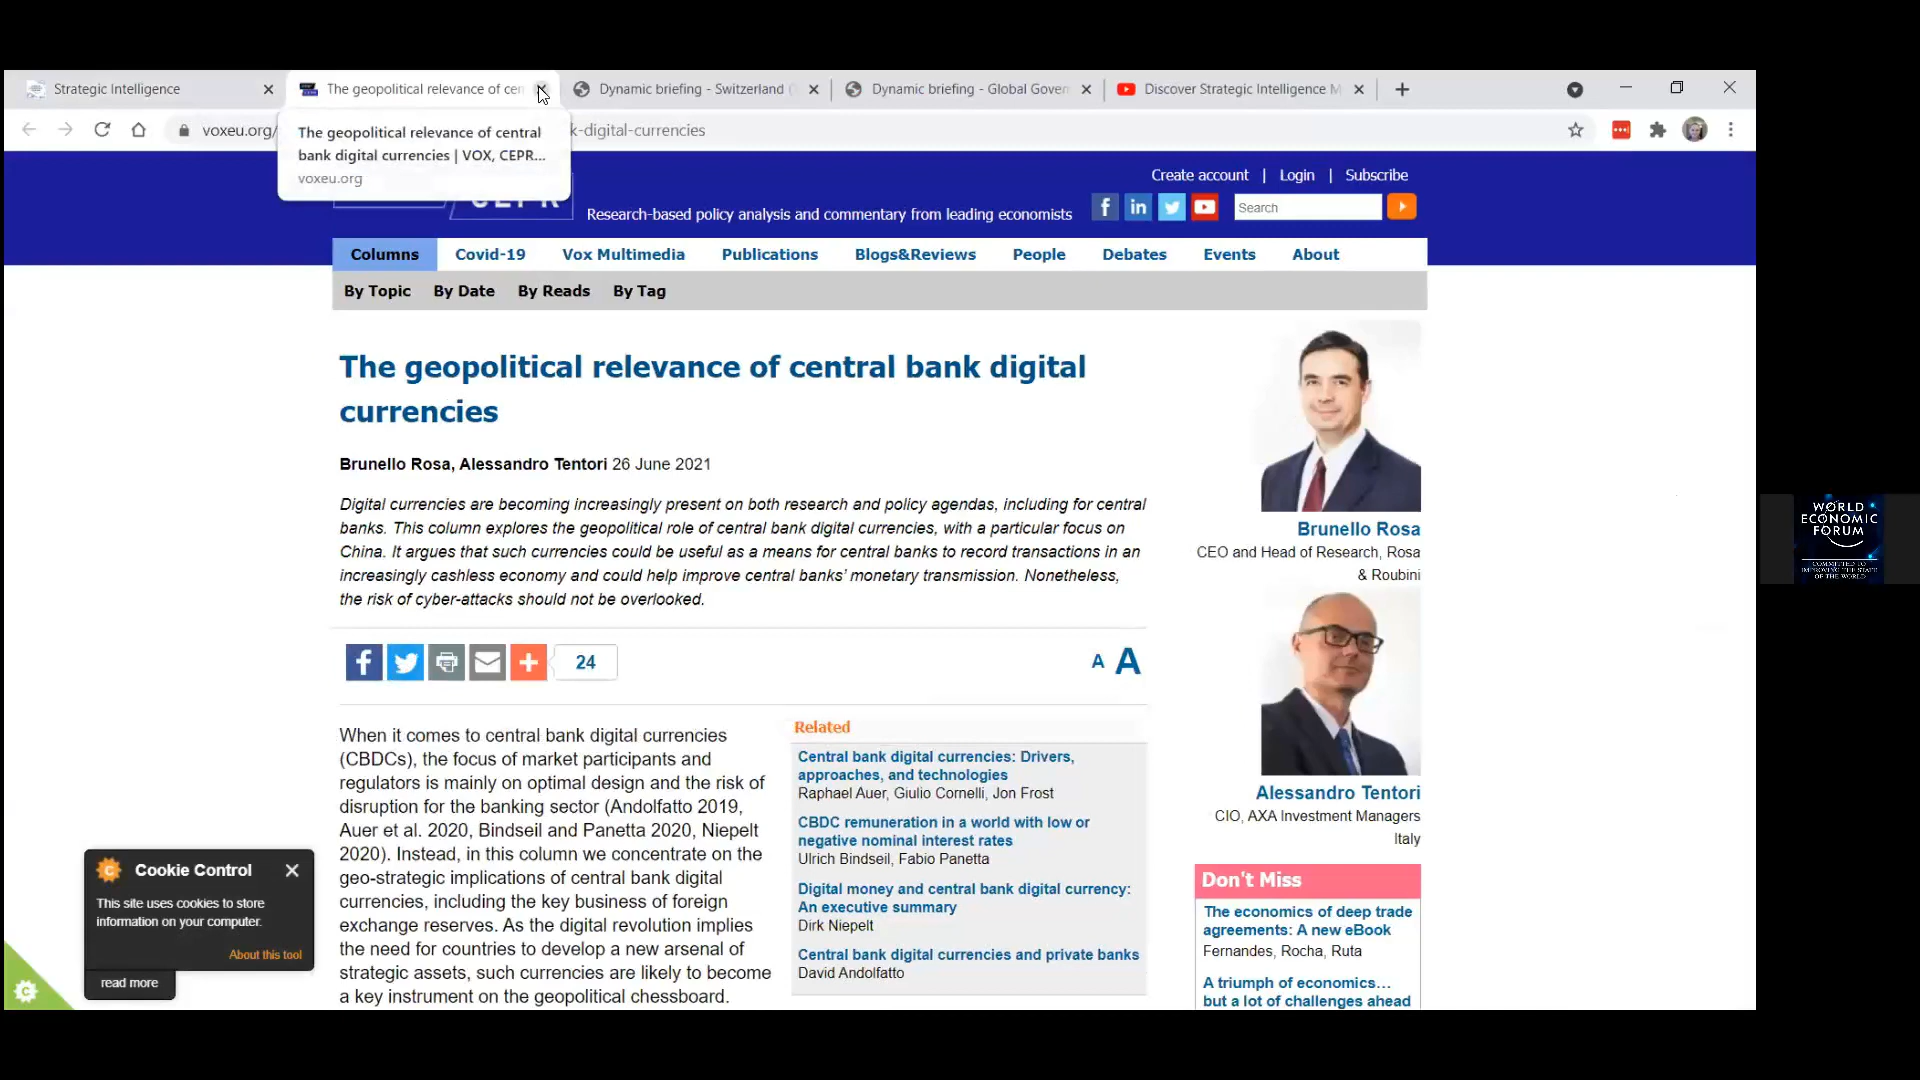 Strategic Intelligence
The geopolitical relevance of cen
Dynamic briefing - Switzerland
Dynamic briefing - Global Gover
Discover Strategic Intelligence M
voxeu.org/
k-digital-currencies
The geopolitical relevance of central
bank digital currencies | VOX, CEPR...
voxeu.org
Create account | Login | Subscribe
CEPR
Research-based policy analysis and commentary from leading economists
Search
Columns Covid-19 Vox Multimedia Publications Blogs&Reviews People Debates Events About
By Topic By Date By Reads By Tag
The geopolitical relevance of central bank digital
currencies
Brunello Rosa, Alessandro Tentori 26 June 2021
Digital currencies are becoming increasingly present on both research and policy agendas, including for central
banks. This column explores the geopolitical role of central bank digital currencies, with a particular focus on
China. It argues that such currencies could be useful as a means for central banks to record transactions in an
increasingly cashless economy and could help improve central banks' monetary transmission. Nonetheless,
the risk of cyber-attacks should not be overlooked.
24
A A
When it comes to central bank digital currencies
(CBDCs), the focus of market participants and
regulators is mainly on optimal design and the risk of
disruption for the banking sector (Andolfatto 2019,
Auer et al. 2020, Bindseil and Panetta 2020, Niepelt
2020). Instead, in this column we concentrate on the
geo-strategic implications of central bank digital
currencies, including the key business of foreign
exchange reserves. As the digital revolution implies
the need for countries to develop a new arsenal of
strategic assets, such currencies are likely to become
a key instrument on the geopolitical chessboard.
Related
Central bank digital currencies: Drivers,
approaches, and technologies
Raphael Auer, Giulio Cornelli, Jon Frost
CBDC remuneration in a world with low or
negative nominal interest rates
Ulrich Bindseil, Fabio Panetta
Digital money and central bank digital currency:
An executive summary
Dirk Niepelt
Central bank digital currencies and private banks
David Andolfatto
Brunello Rosa
CEO and Head of Research, Rosa
& Roubini
Alessandro Tentori
CIO, AXA Investment Managers
Italy
Don't Miss
The economics of deep trade
agreements: A new eBook
Fernandes, Rocha, Ruta
A triumph of economics…
but a lot of challenges ahead
Cookie Control
This site uses cookies to store
information on your computer.
About this tool
read more
WORLD
ECONOMIC
FORUM
COMMITTED TO
IMPROVING THE STATE
OF THE WORLD